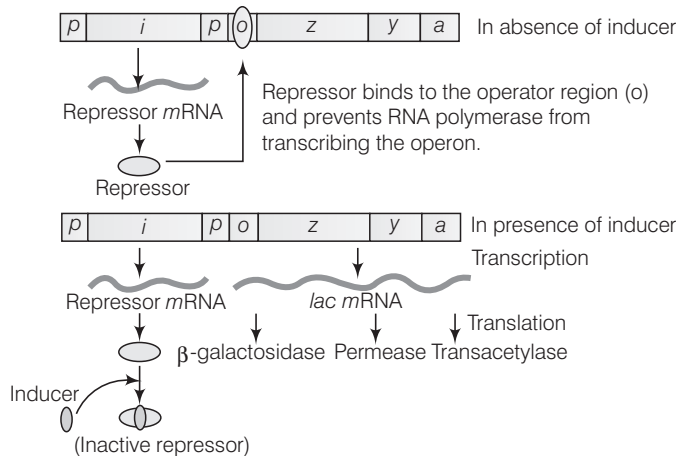 p i p o z y a In absence of inducer
Repressor mRNA
Repressor binds to the operator region (o)
and prevents RNA polymerase from
transcribing the operon.
Repressor
p i p o z y a In presence of inducer
Transcription
Repressor mRNA lac mRNA
Translation
β-galactosidase Permease Transacetylase
Inducer
(Inactive repressor)